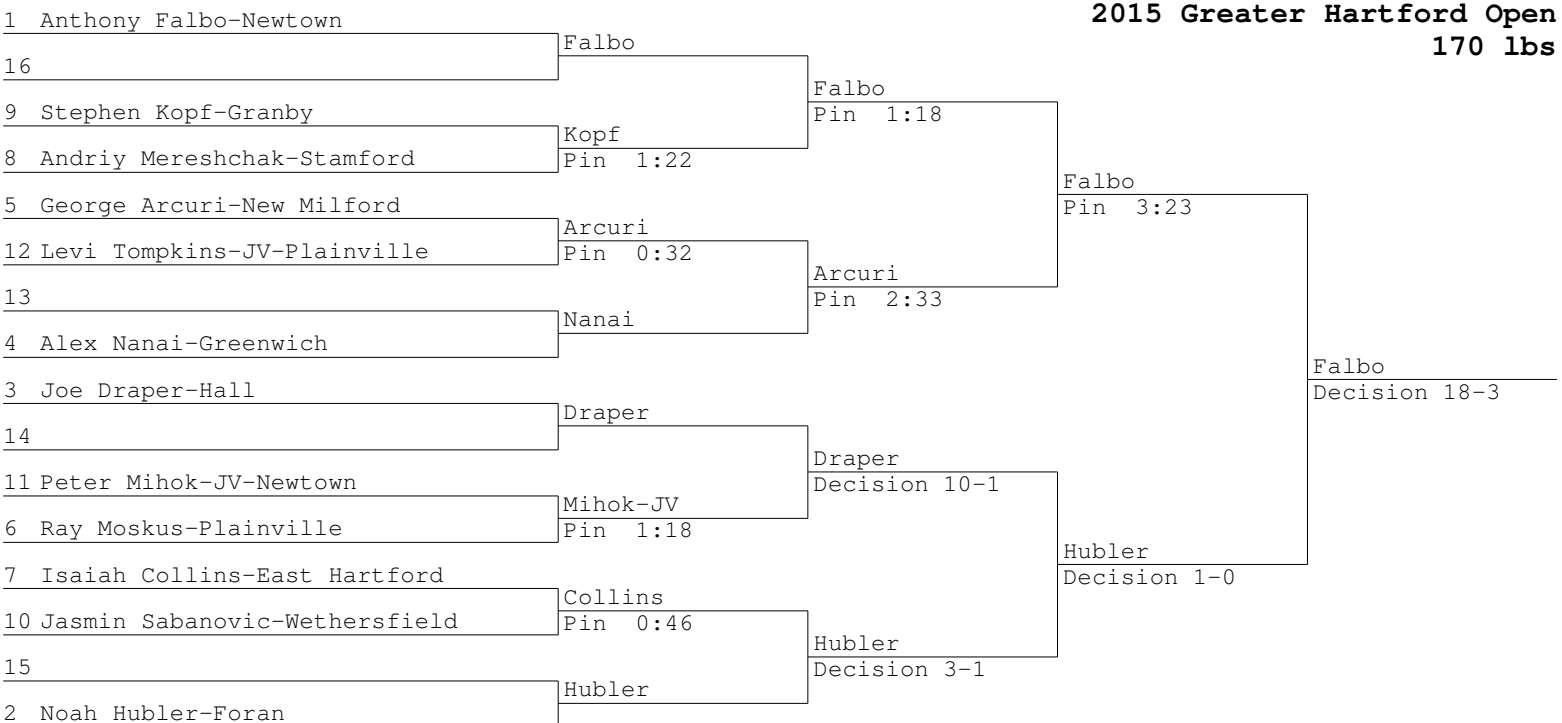 2015 Greater Hartford Open
170 lbs
1 Anthony Falbo-Newtown
16
9 Stephen Kopf-Granby
8 Andriy Mereshchak-Stamford
5 George Arcuri-New Milford
12 Levi Tompkins-JV-Plainville
13
4 Alex Nanai-Greenwich
3 Joe Draper-Hall
14
11 Peter Mihok-JV-Newtown
6 Ray Moskus-Plainville
7 Isaiah Collins-East Hartford
10 Jasmin Sabanovic-Wethersfield
15
2 Noah Hubler-Foran
Falbo
Kopf
Pin 1:22
Arcuri
Pin 0:32
Nanai
Draper
Mihok-JV
Pin 1:18
Collins
Pin 0:46
Hubler
Falbo
Pin 1:18
Arcuri
Pin 2:33
Draper
Decision 10-1
Hubler
Decision 3-1
Falbo
Pin 3:23
Hubler
Decision 1-0
Falbo
Decision 18-3